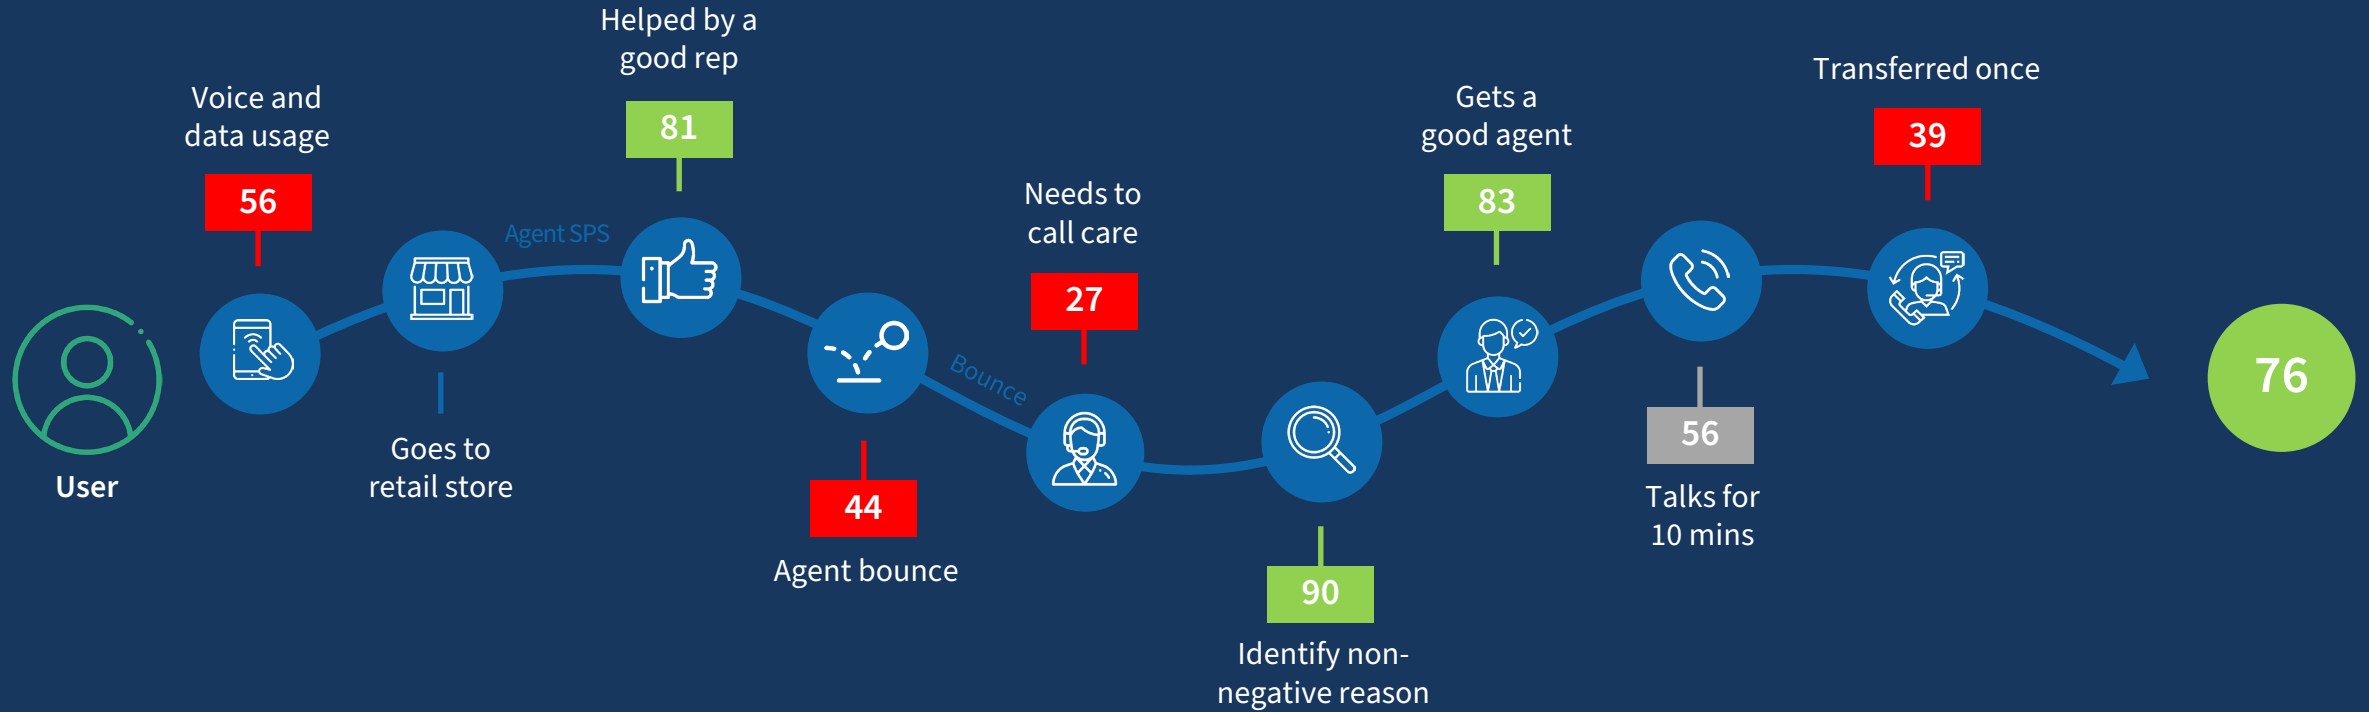 User
Voice and
data usage
56
Goes to
retail store
Agent SPS
Helped by a
good rep
81
44
Agent bounce
Bounce
Needs to
call care
27
90
Identify non-
negative reason
Gets a
good agent
83
56
Talks for
10 mins
Transferred once
39
76